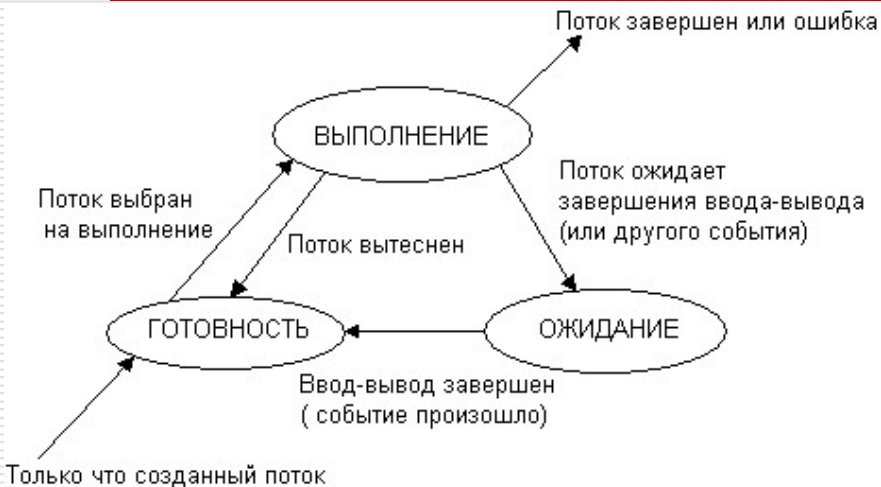 Поток завершен или ошибка
ВЫПОЛНЕНИЕ
Поток выбран
на выполнение
Поток вытеснен
Поток ожидает
завершения ввода-вывода
(или другого события)
ГОТОВНОСТЬ
ОЖИДАНИЕ
Ввод-вывод завершен
( событие произошло)
Только что созданный поток